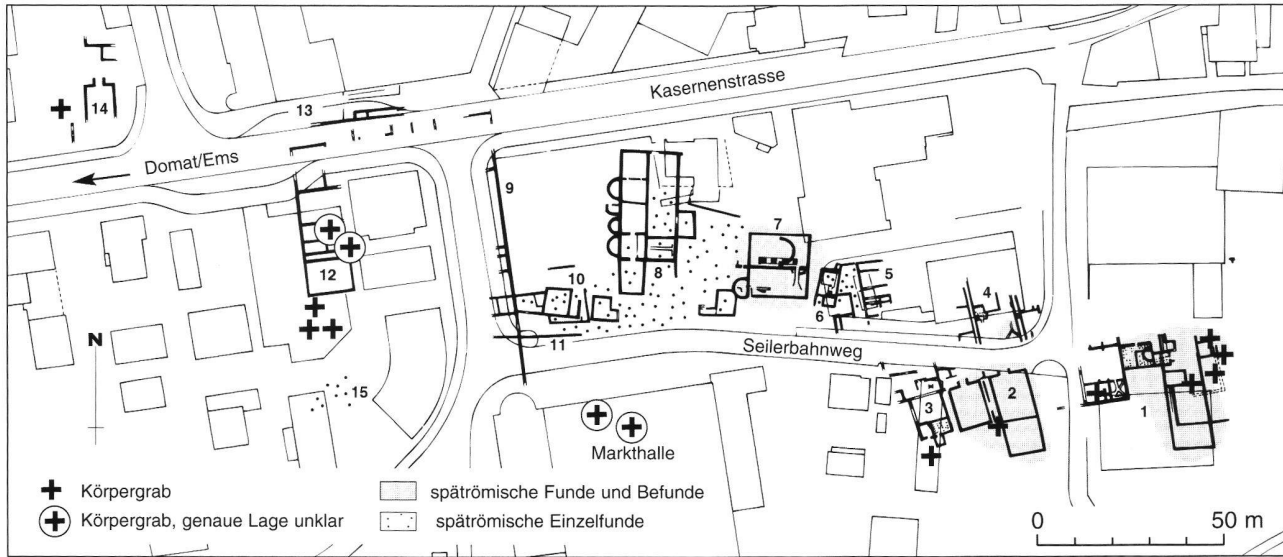 Kasernenstrasse
14
13
Domat/Ems
9
7
8
12
10
5
6
4
11
Seilerbahnweg
N
15
3
2
1
Markthalle
Körpergrab
spätrömische Funde und Befunde
Körpergrab, genaue Lage unklar
spätrömische Einzelfunde
0 50 m